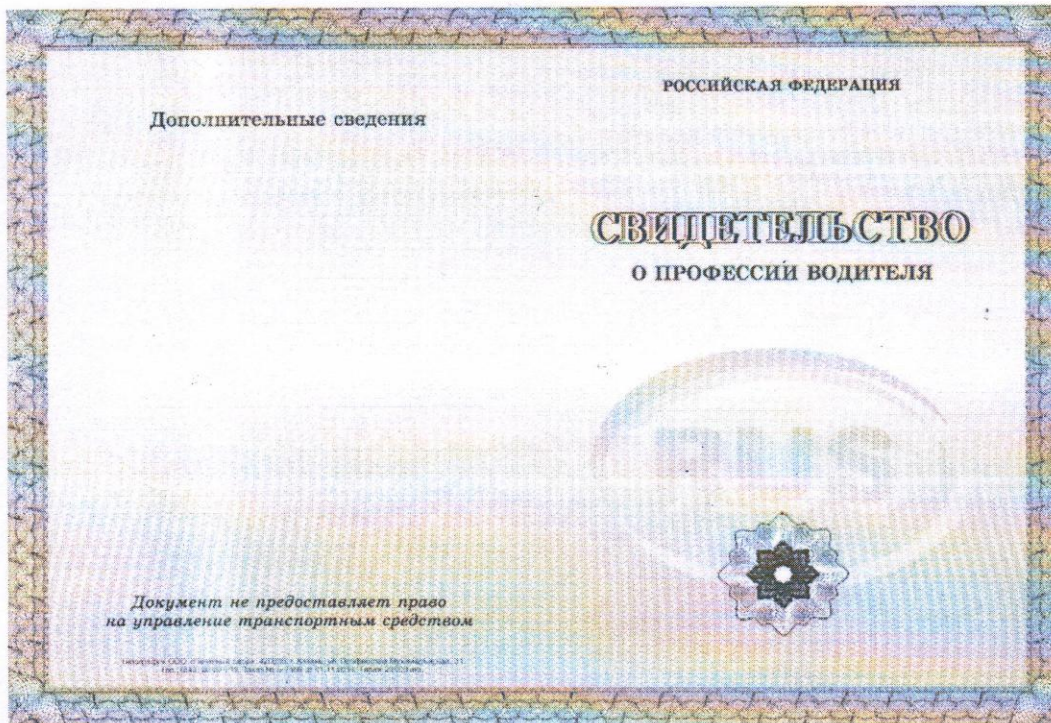 Дополнительные сведения
Документ не предоставляет право
на управление транспортным средством
РОССИЙСКАЯ ФЕДЕРАЦИЯ
СВИДЕТЕЛЬСТВО
О ПРОФЕССИИ ВОДИТЕЛЯ